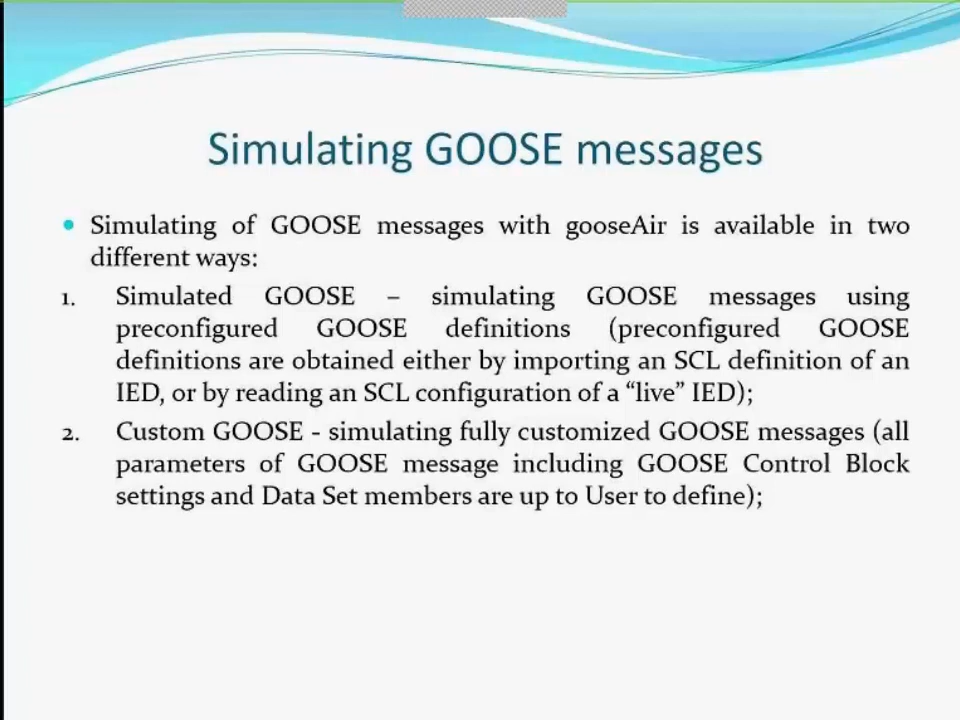 Simulating GOOSE messages
• Simulating of GOOSE messages with gooseAir is available in two
different ways:
1. Simulated GOOSE – simulating GOOSE messages using
preconfigured GOOSE definitions (preconfigured GOOSE
definitions are obtained either by importing an SCL definition of an
IED, or by reading an SCL configuration of a “live” IED);
2. Custom GOOSE - simulating fully customized GOOSE messages (all
parameters of GOOSE message including GOOSE Control Block
settings and Data Set members are up to User to define);